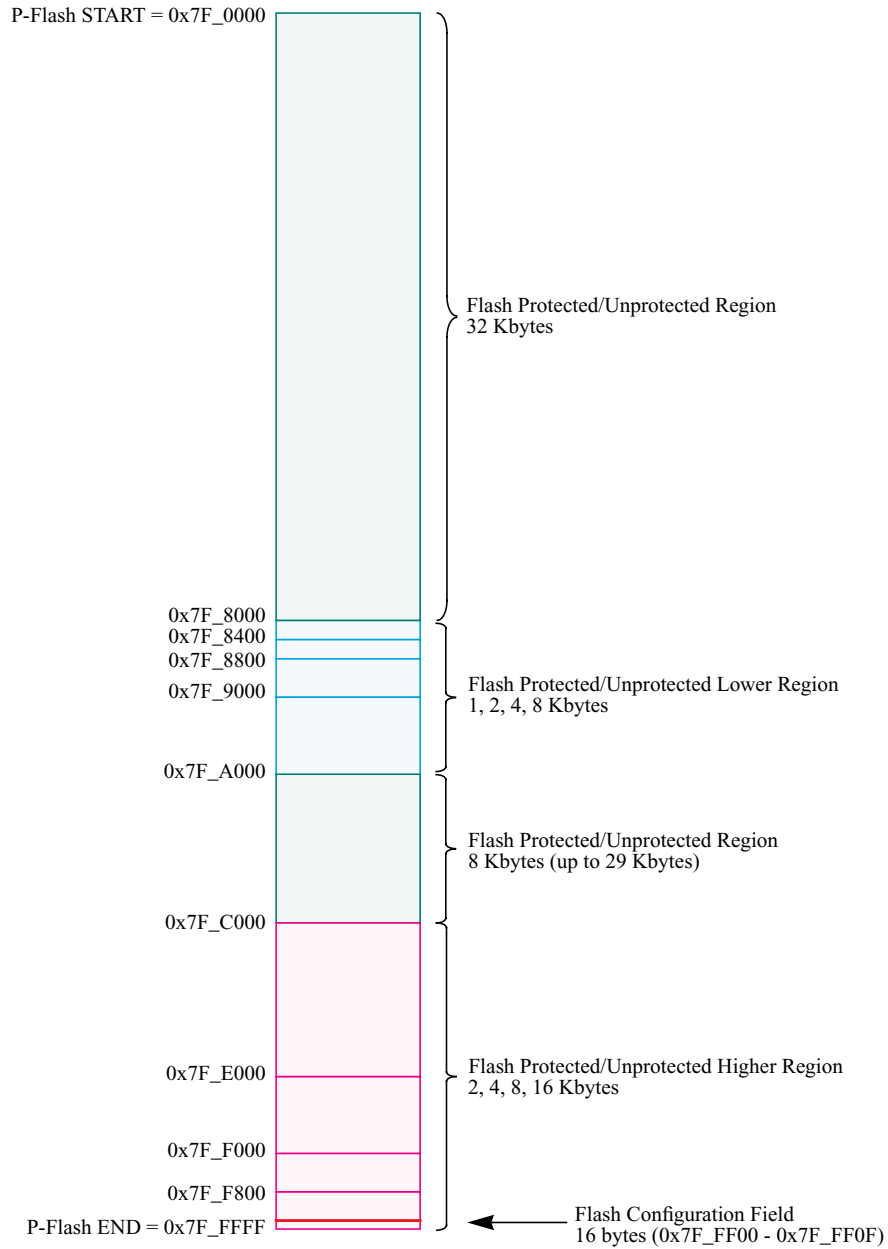 P-Flash START = 0x7F_0000
Flash Protected/Unprotected Region
32 Kbytes
0x7F_8000
0x7F_8400
0x7F_8800
0x7F_9000
Flash Protected/Unprotected Lower Region
1, 2, 4, 8 Kbytes
0x7F_A000
Flash Protected/Unprotected Region
8 Kbytes (up to 29 Kbytes)
0x7F_C000
Flash Protected/Unprotected Higher Region
2, 4, 8, 16 Kbytes
0x7F_E000
0x7F_F000
0x7F_F800
P-Flash END = 0x7F_FFFF
Flash Configuration Field
16 bytes (0x7F_FF00 - 0x7F_FF0F)